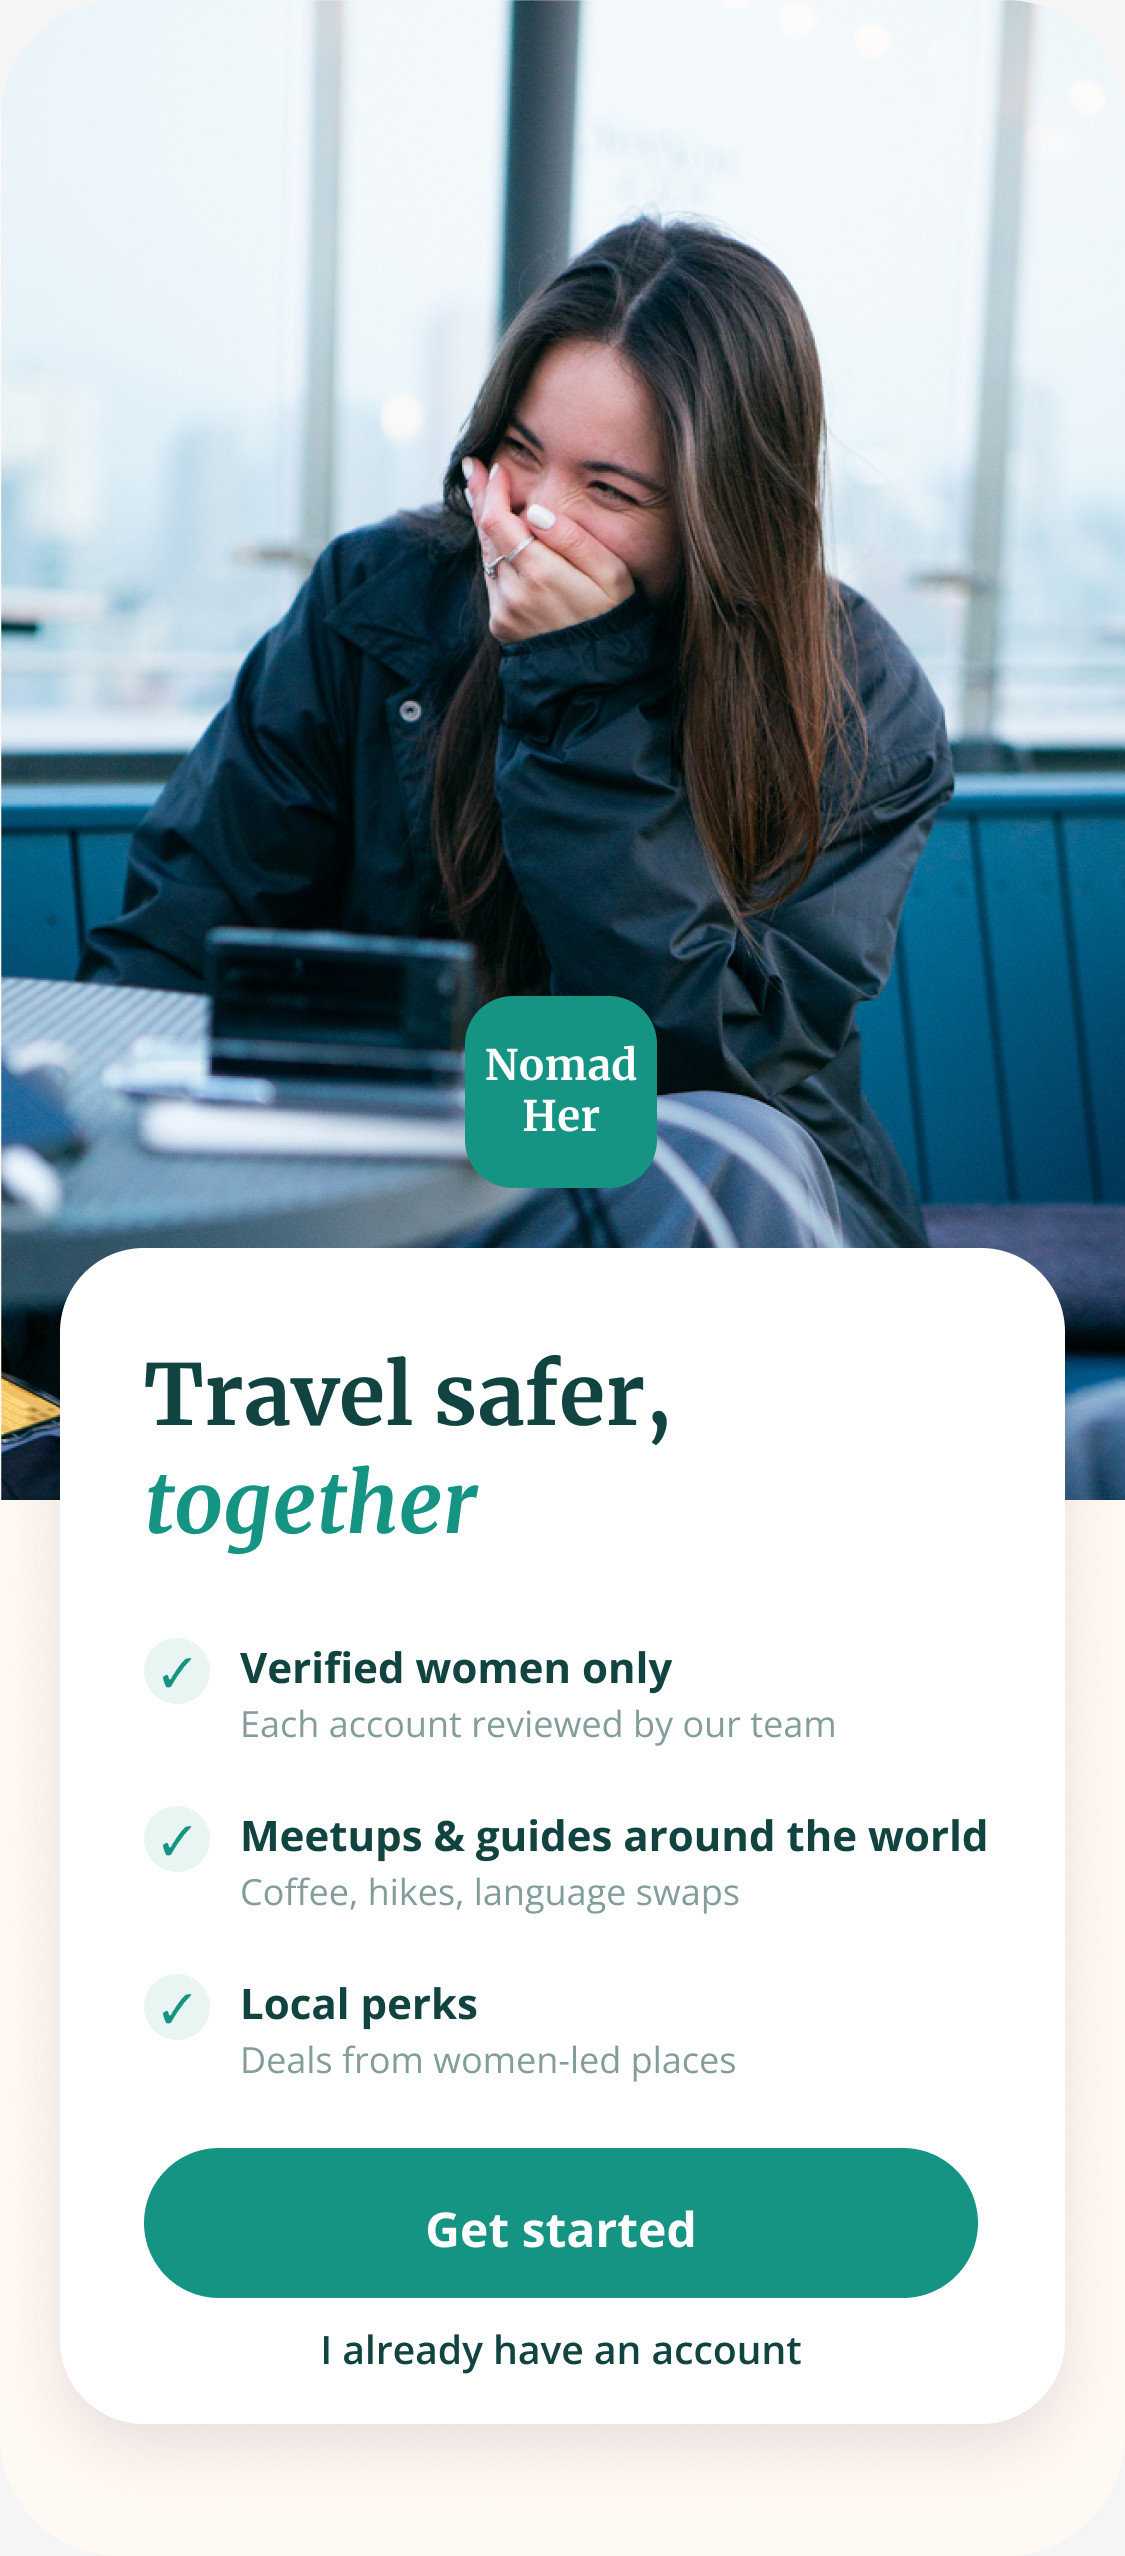 Nomad
Her
Travel safer,
together
✓ Verified women only
Each account reviewed by our team
✓ Meetups & guides around the world
Coffee, hikes, language swaps
✓ Local perks
Deals from women-led places
Get started
I already have an account